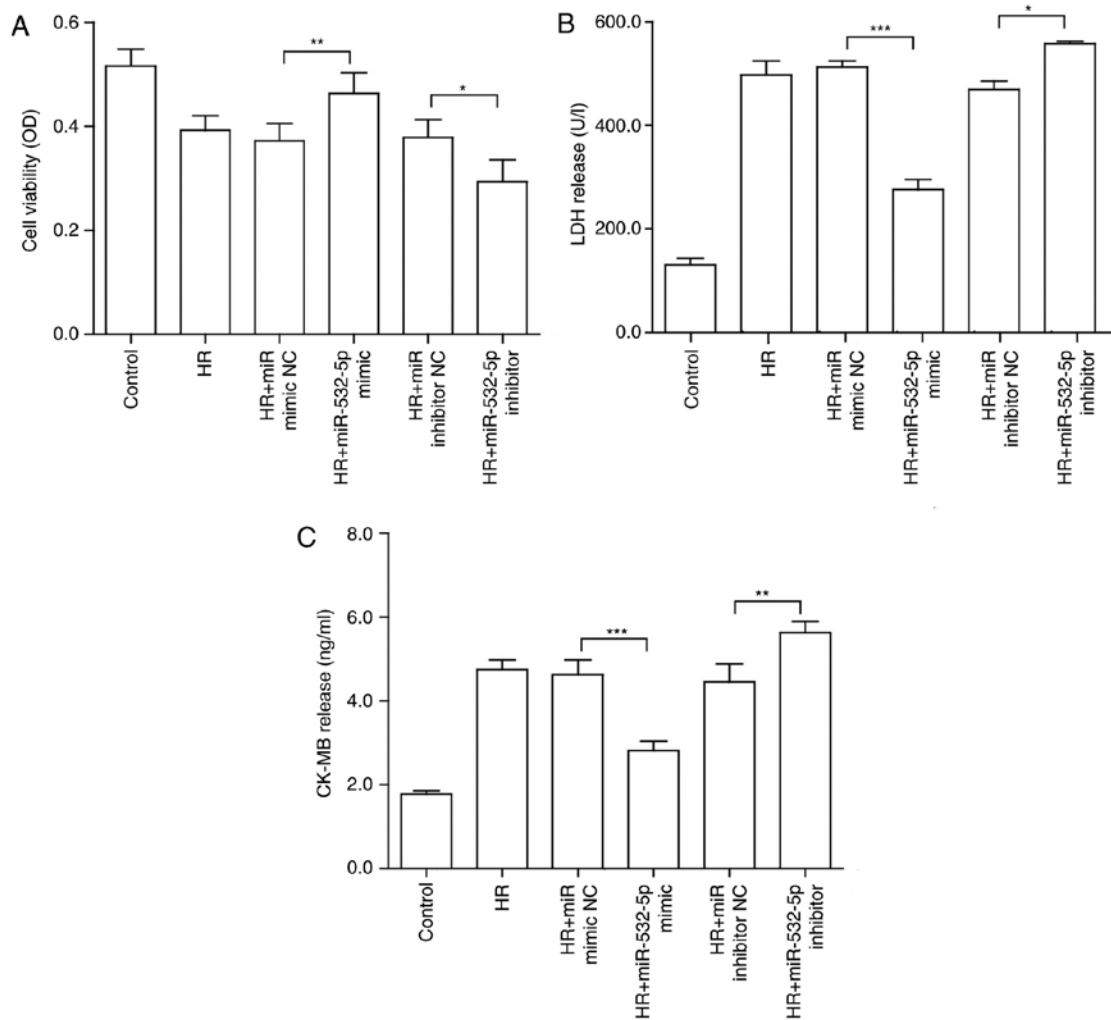 A
Cell viability (OD)
0.6
0.4
0.2
0.0
**
*
Control
HR
HR+miR
mimic NC
HR+miR-532-5p
mimic
HR+miR
inhibitor NC
HR+miR-532-5p
inhibitor
B
LDH release (U/l)
600.0
400.0
200.0
0.0
***
*
Control
HR
HR+miR
mimic NC
HR+miR-532-5p
mimic
HR+miR
inhibitor NC
HR+miR-532-5p
inhibitor
C
CK-MB release (ng/ml)
8.0
6.0
4.0
2.0
0.0
***
**
Control
HR
HR+miR
mimic NC
HR+miR-532-5p
mimic
HR+miR
inhibitor NC
HR+miR-532-5p
inhibitor